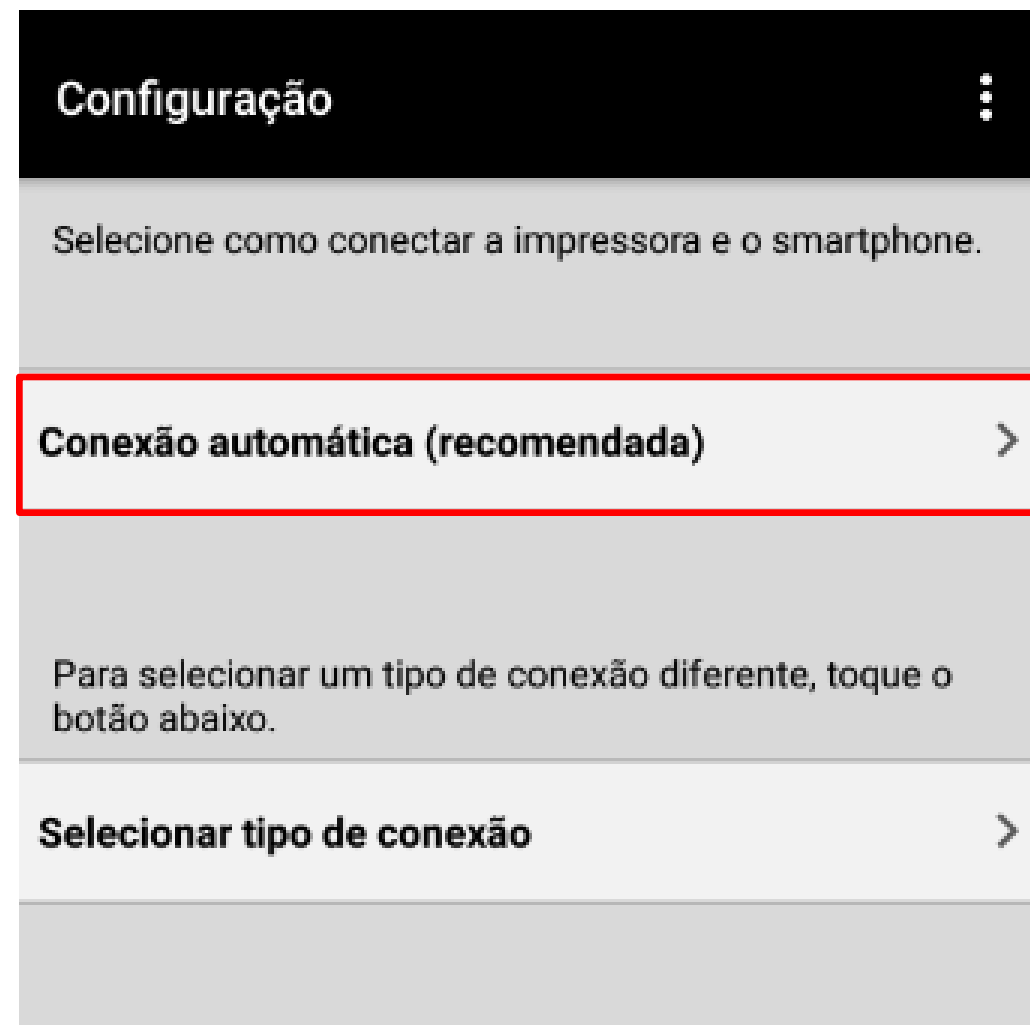 Configuração
Selecione como conectar a impressora e o smartphone.
Conexão automática (recomendada)
Para selecionar um tipo de conexão diferente, toque o
botão abaixo.
Selecionar tipo de conexão